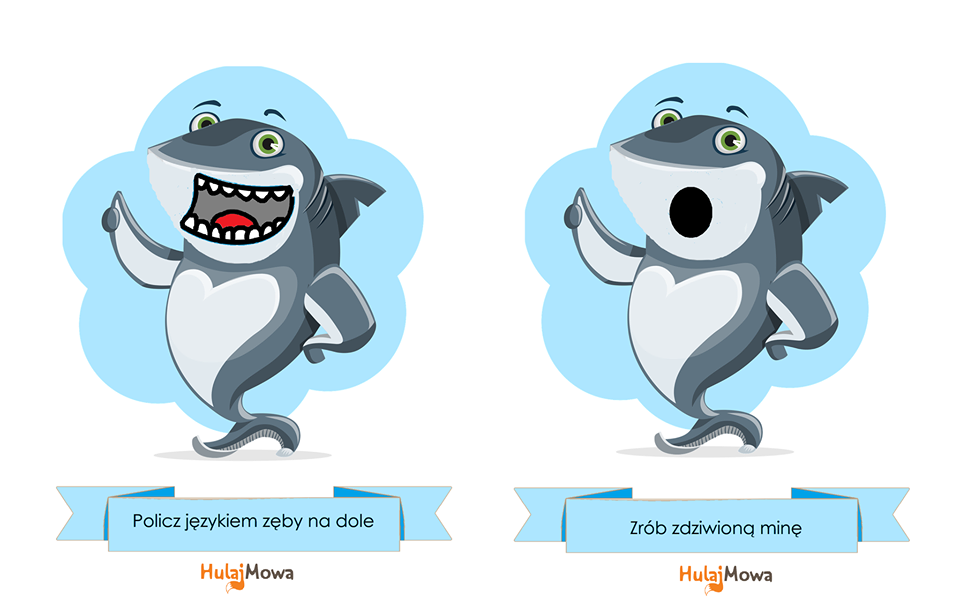 Policz językiem zęby na dole
HulajMowa
Zrób zdziwioną minę
HulajMowa